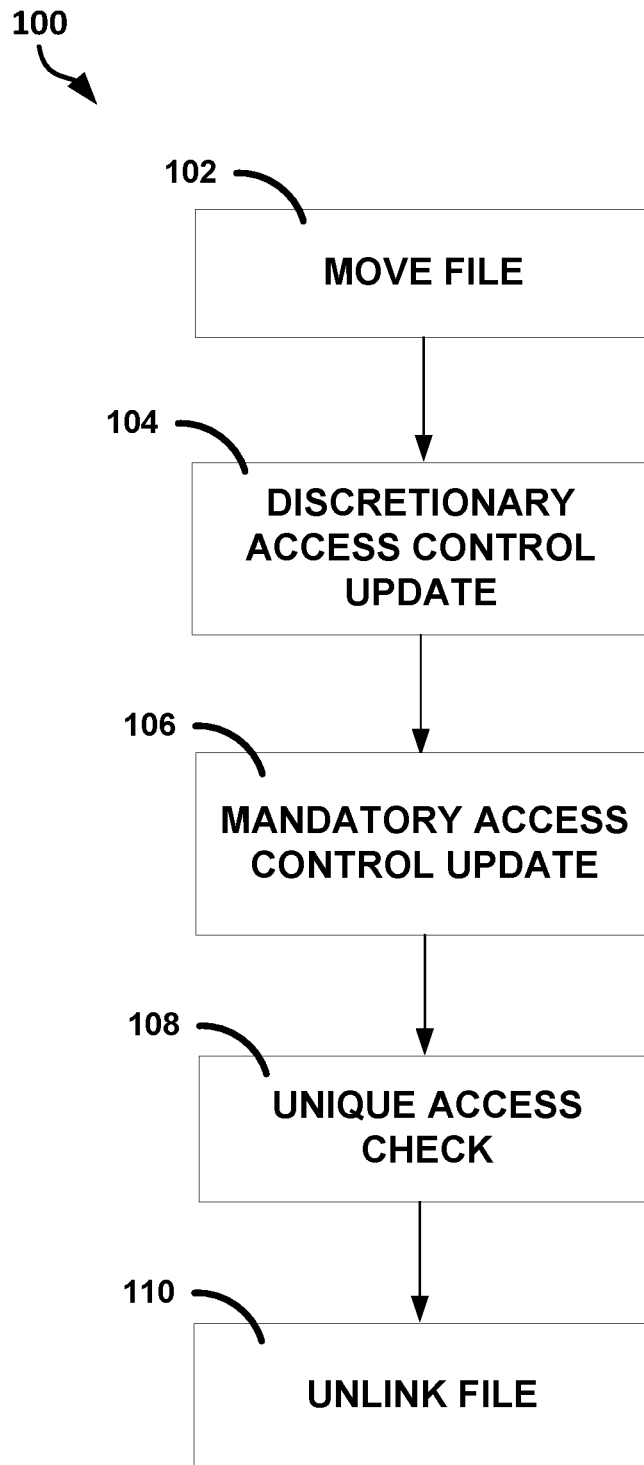 100
102
MOVE FILE
104
DISCRETIONARY
ACCESS CONTROL
UPDATE
106
MANDATORY ACCESS
CONTROL UPDATE
108
UNIQUE ACCESS
CHECK
110
UNLINK FILE